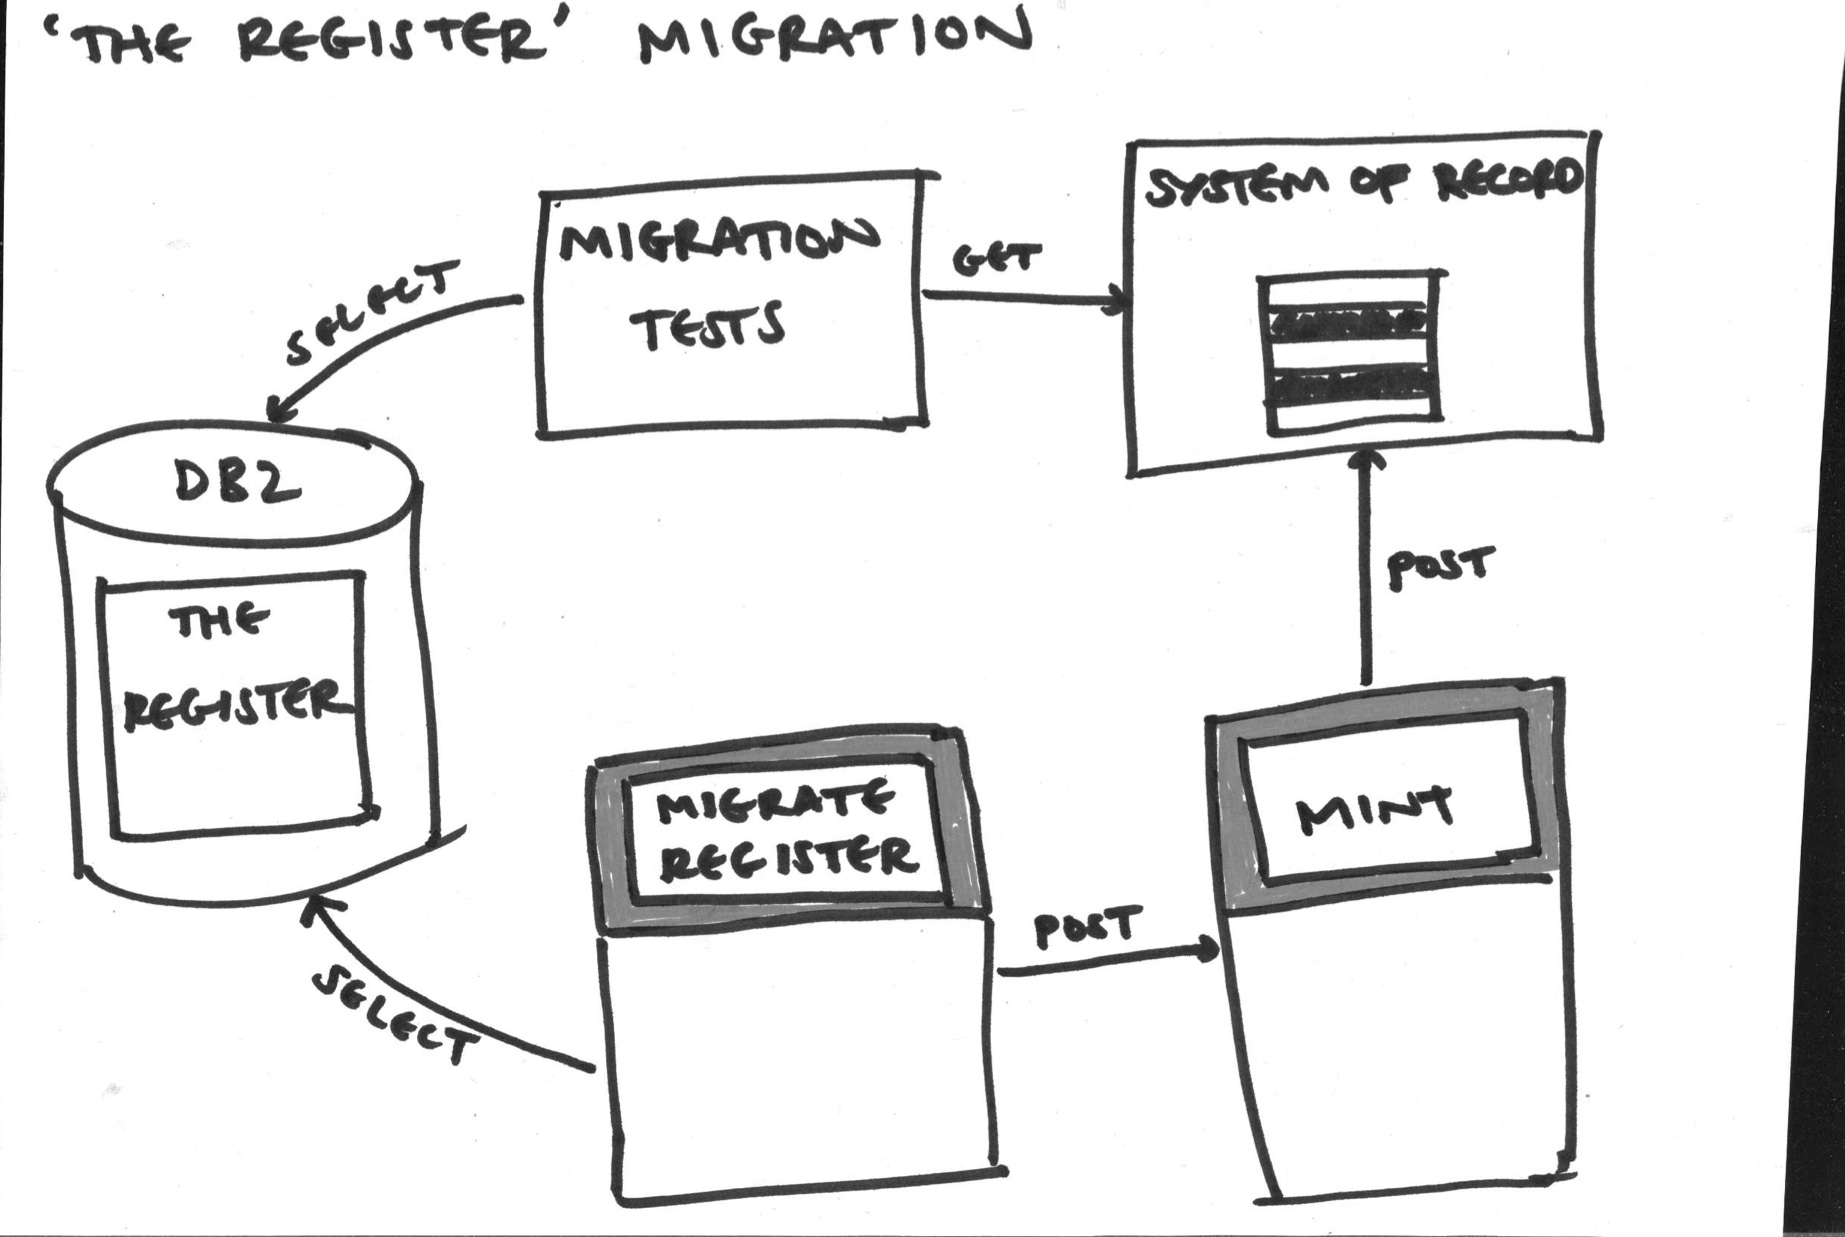 'THE REGISTER' MIGRATION
SYSTEM OF RECORD
MIGRATION
TESTS
GET
SELECT
DB2
THE
REGISTER
POST
MIGRATE
REGISTER
MINT
POST
SELECT